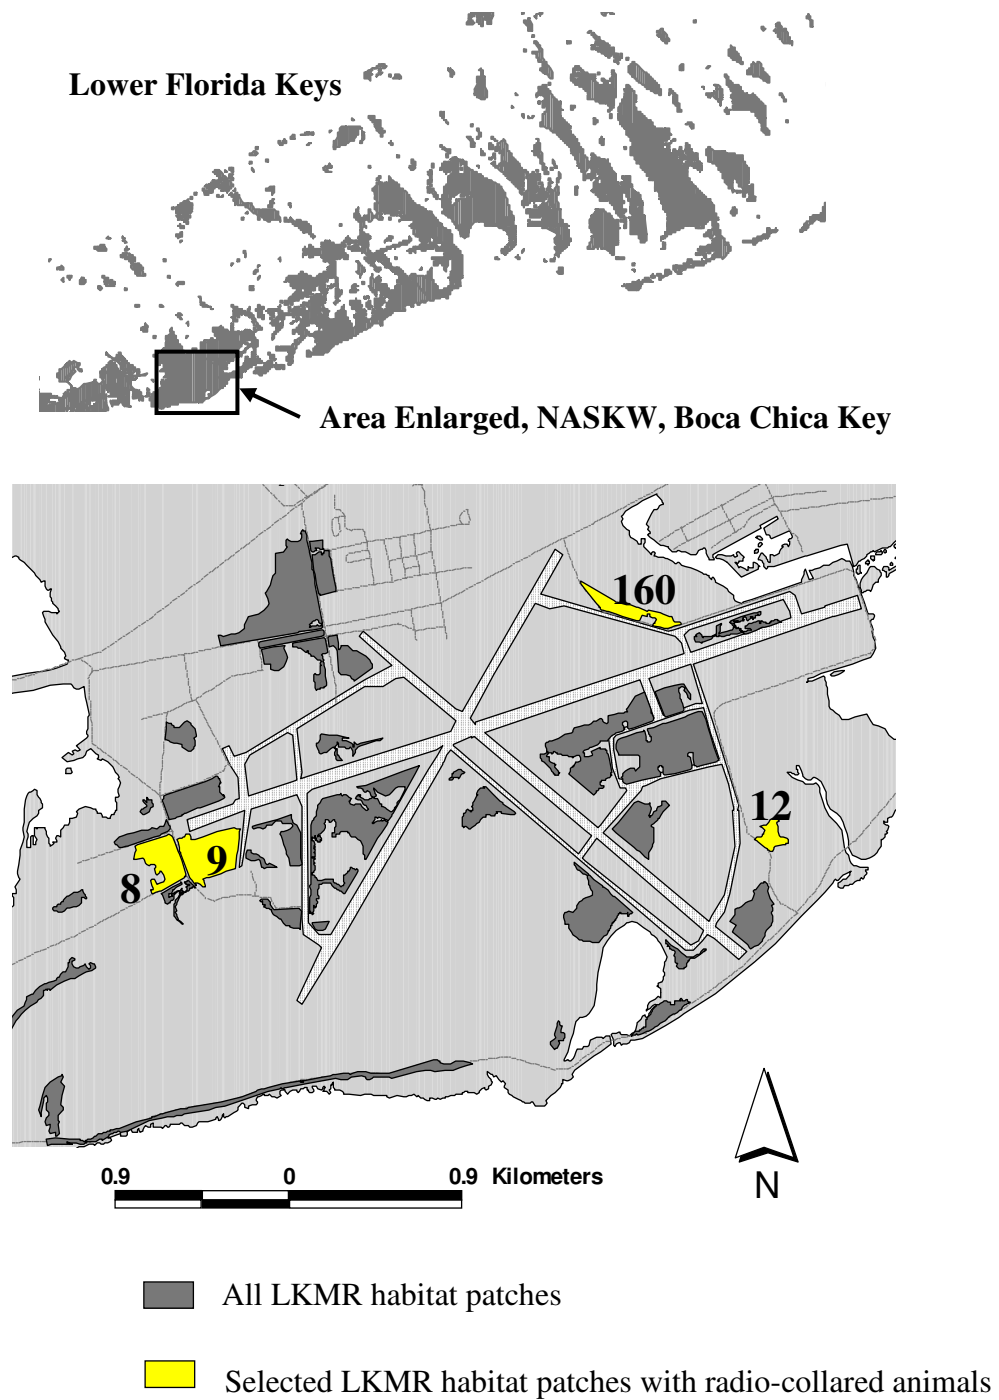 Lower Florida Keys
Area Enlarged, NASKW, Boca Chica Key
160
12
9
8
0.9 0 0.9 Kilometers
N
All LKMR habitat patches
Selected LKMR habitat patches with radio-collared animals